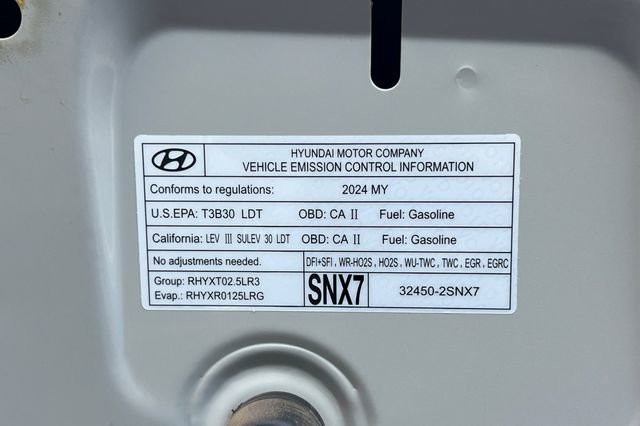 HYUNDAI MOTOR COMPANY
VEHICLE EMISSION CONTROL INFORMATION
Conforms to regulations: 2024 MY
U.S.EPA: T3B30 LDT OBD: CA II Fuel: Gasoline
California: LEV III SULEV 30 LDT OBD: CA II Fuel: Gasoline
No adjustments needed. DFI+SFI, WR-HO2S, HO2S, WU-TWC, TWC, EGR, EGRC
Group: RHYXT02.5LR3
Evap.: RHYXR0125LRG
SNX7 32450-2SNX7